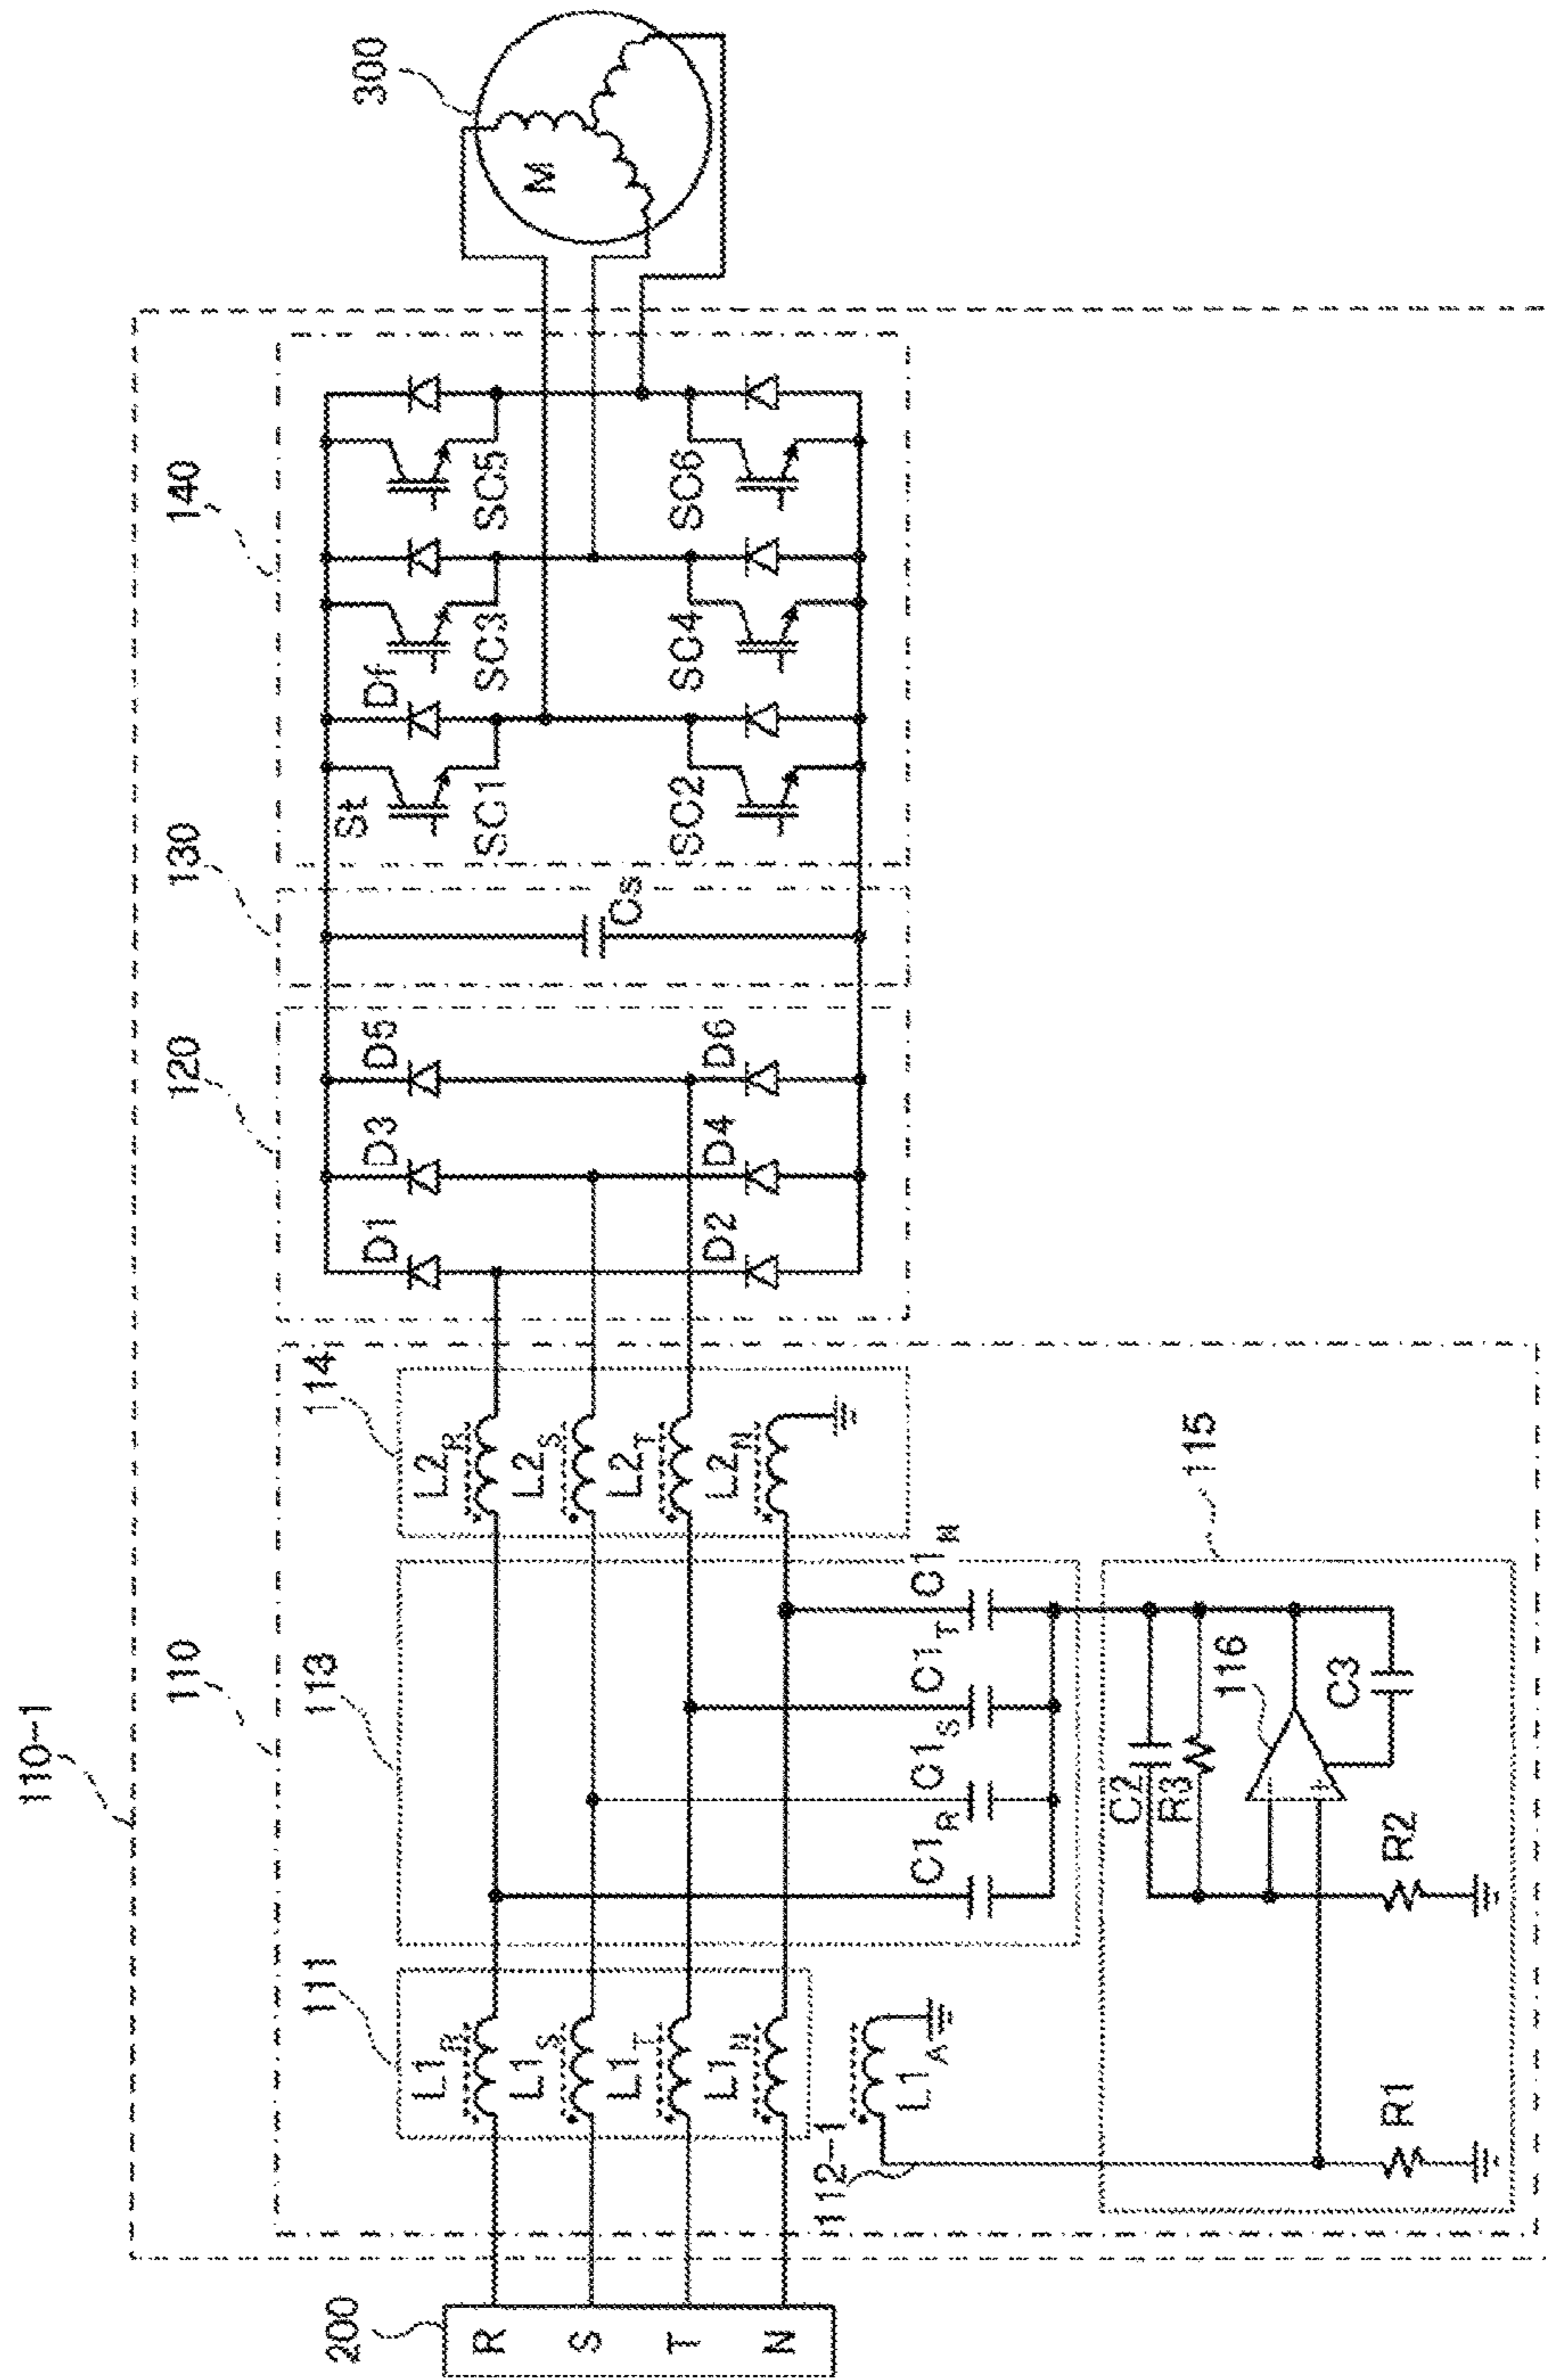 110-1
110
120
130
140
300
113
114
111
200
R
S
T
N
L1R
L1S
L1T
L1N
L1A
112-1
L2R
L2S
L2T
L2N
C1R
C1S
C1T
C1N
115
116
C2
R3
C3
R2
R1
D1
D3
D5
D2
D4
D6
Cs
St
Df
SC1
SC3
SC5
SC2
SC4
SC6
M